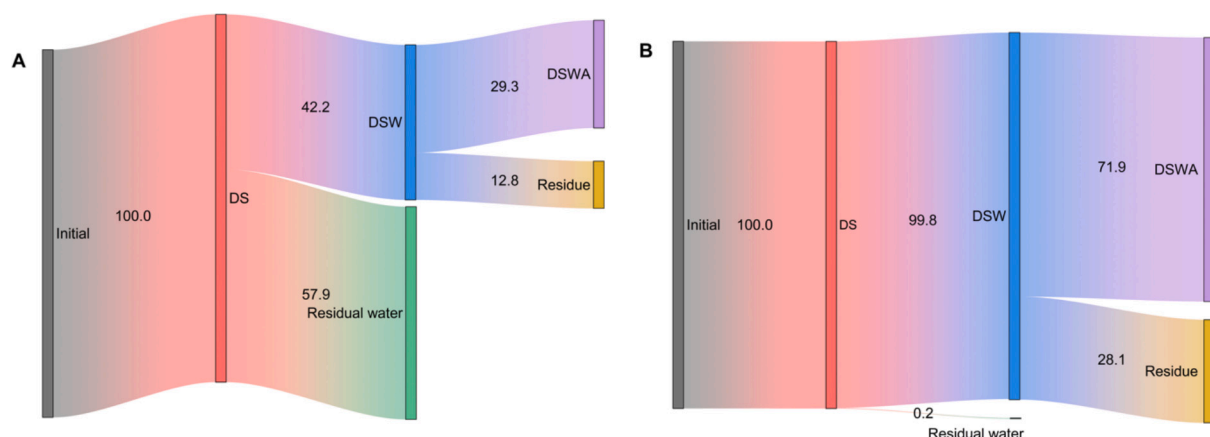 A
Initial
100.0
DS
42.2
DSW
29.3
DSWA
12.8
Residue
57.9
Residual water
B
Initial
100.0
DS
99.8
DSW
71.9
DSWA
28.1
Residue
0.2
Residual water